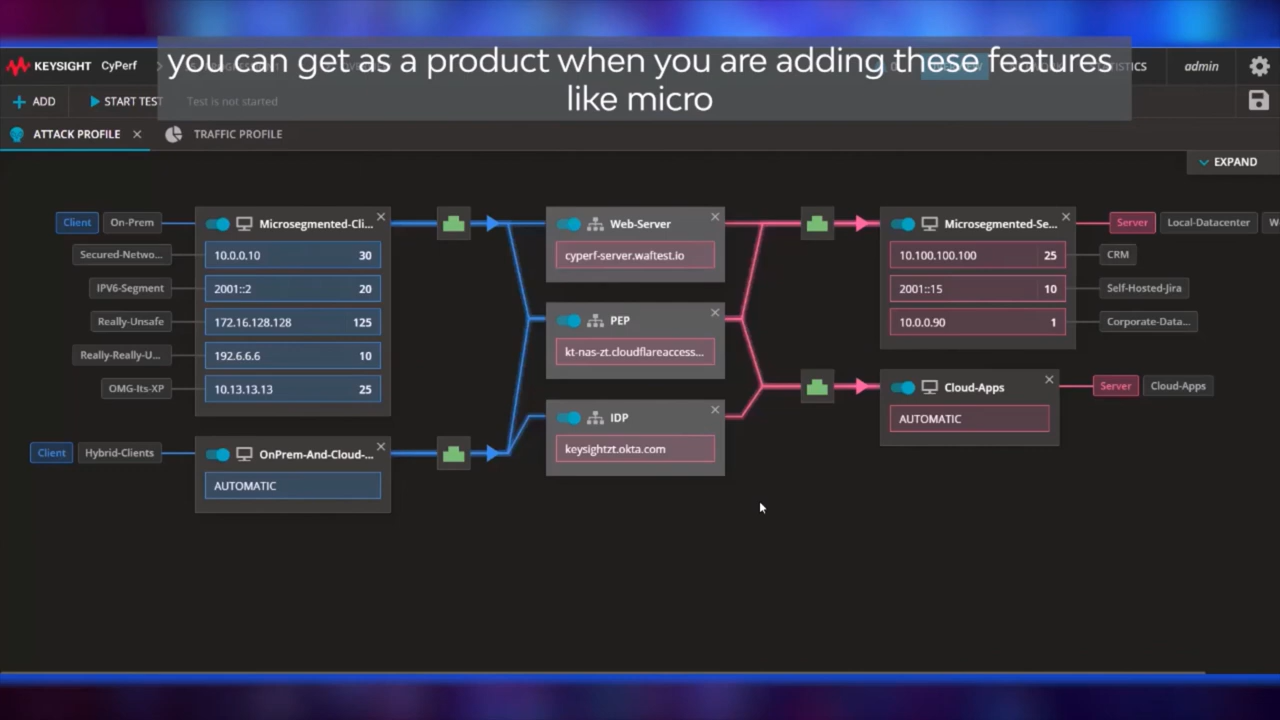 you can get as a product when you are adding these features
like micro
KEYSIGHT CyPerf
STICS
admin
ADD
START TEST
Test is not started
ATTACK PROFILE
TRAFFIC PROFILE
EXPAND
Client
On-Prem
Microsegmented-Cli...
Web-Server
Microsegmented-Se...
Server
Local-Datacenter
W
Secured-Netwo...
10.0.0.10 30
cyperf-server.waftest.io
10.100.100.100 25
CRM
IPV6-Segment
2001::2 20
2001::15 10
Self-Hosted-Jira
Really-Unsafe
172.16.128.128 125
PEP
10.0.0.90 1
Corporate-Data...
Really-Really-U...
192.6.6.6 10
kt-nas-zt.cloudflareaccess...
OMG-Its-XP
10.13.13.13 25
Cloud-Apps
Server
Cloud-Apps
IDP
AUTOMATIC
Client
Hybrid-Clients
OnPrem-And-Cloud-...
keysightzt.okta.com
AUTOMATIC